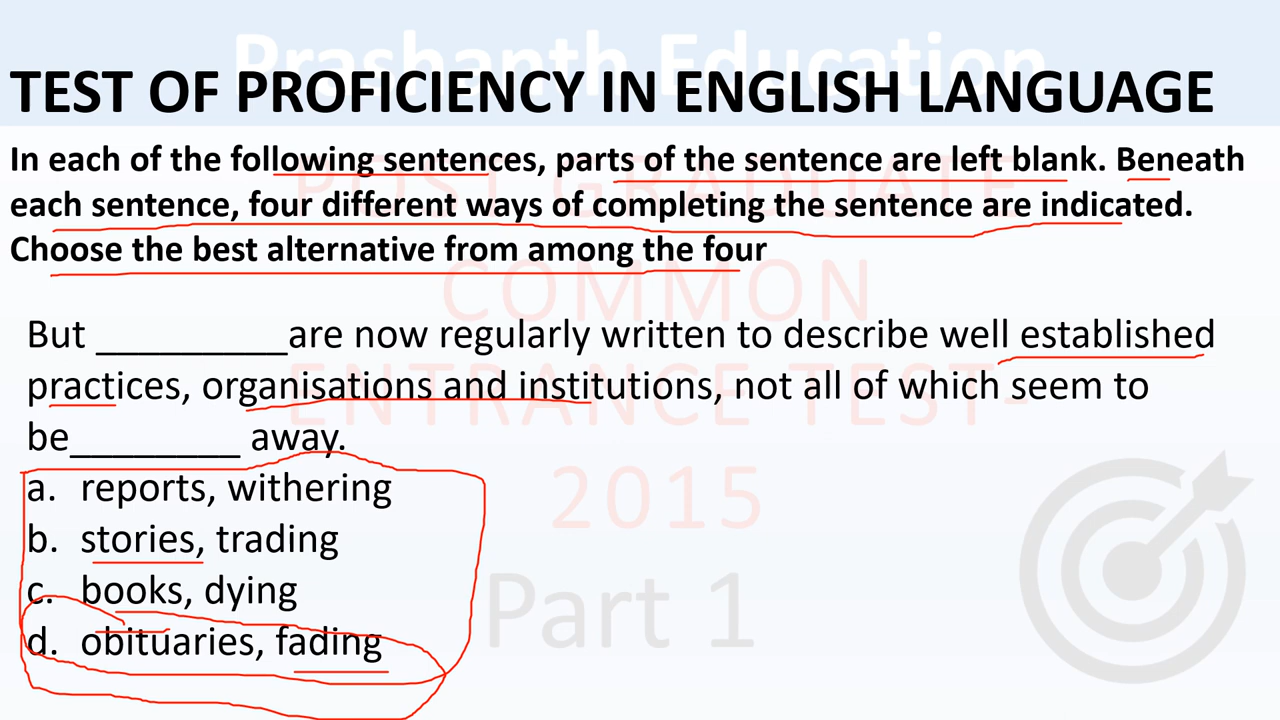 Prashanth Education
TEST OF PROFICIENCY IN ENGLISH LANGUAGE
In each of the following sentences, parts of the sentence are left blank. Beneath
each sentence, four different ways of completing the sentence are indicated.
Choose the best alternative from among the four
POST GRADUATE
COMMON
ENTRANCE TEST-
2015
Part 1
But _________are now regularly written to describe well established
practices, organisations and institutions, not all of which seem to
be________ away.
a. reports, withering
b. stories, trading
c. books, dying
d. obituaries, fading